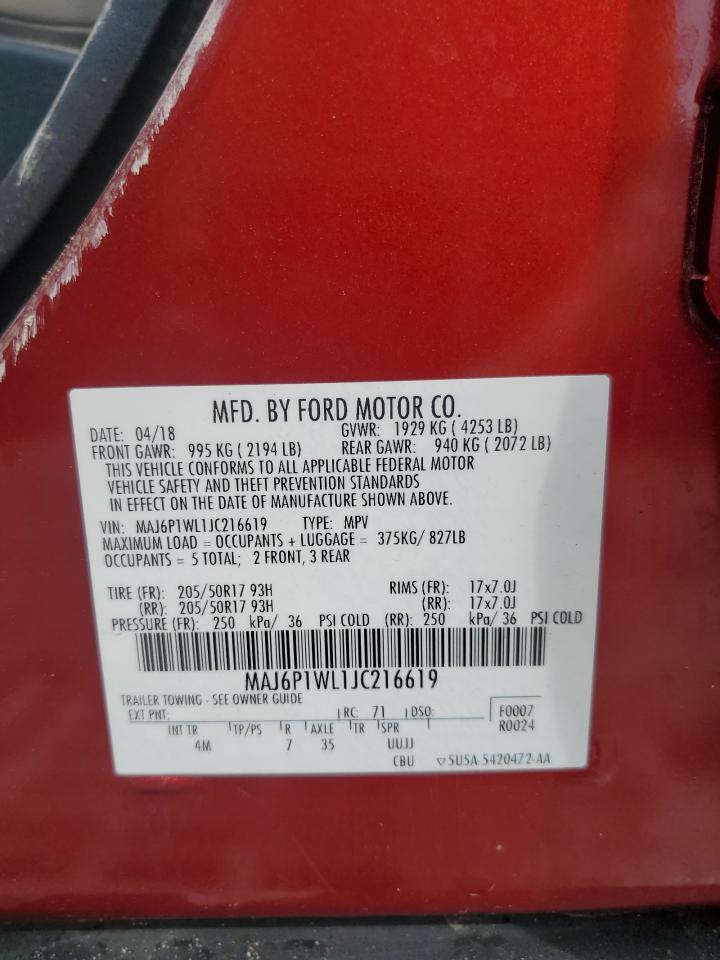 MFD. BY FORD MOTOR CO.
DATE: 04/18 GVWR: 1929 KG ( 4253 LB)
FRONT GAWR: 995 KG ( 2194 LB) REAR GAWR: 940 KG ( 2072 LB)
THIS VEHICLE CONFORMS TO ALL APPLICABLE FEDERAL MOTOR
VEHICLE SAFETY AND THEFT PREVENTION STANDARDS
IN EFFECT ON THE DATE OF MANUFACTURE SHOWN ABOVE.
VIN: MAJ6P1WL1JC216619 TYPE: MPV
MAXIMUM LOAD = OCCUPANTS + LUGGAGE = 375KG/ 827LB
OCCUPANTS = 5 TOTAL; 2 FRONT, 3 REAR
TIRE (FR): 205/50R17 93H RIMS (FR): 17x7.0J
(RR): 205/50R17 93H (RR): 17x7.0J
PRESSURE (FR): 250 kPa/ 36 PSI COLD (RR): 250 kPa/ 36 PSI COLD
MAJ6P1WL1JC216619
TRAILER TOWING - SEE OWNER GUIDE
EXT PNT: RC: 71 DSO: F0007
R0024
INT TR TP/PS R AXLE TR SPR
4M 7 35 UUJJ
CBU 5U5A-5420472-AA